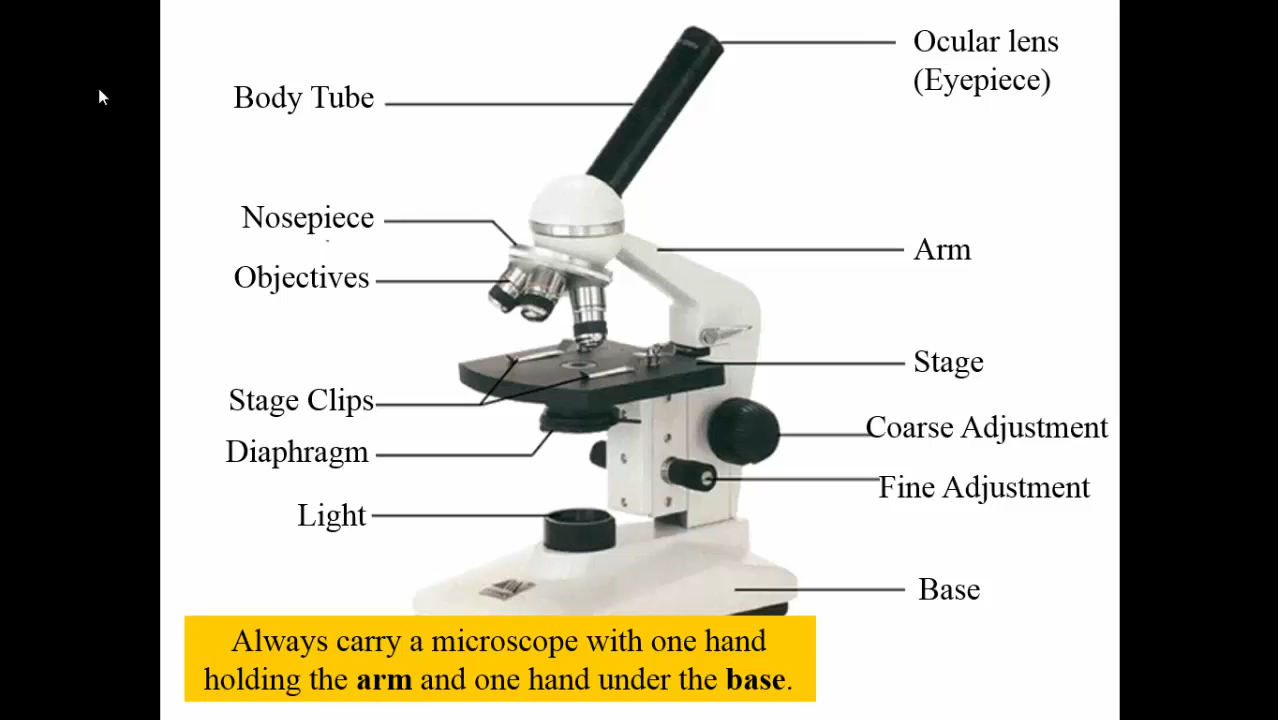 Ocular lens
(Eyepiece)
Body Tube
Nosepiece
Arm
Objectives
Stage
Stage Clips
Coarse Adjustment
Diaphragm
Fine Adjustment
Light
Base
Always carry a microscope with one hand
holding the arm and one hand under the base.